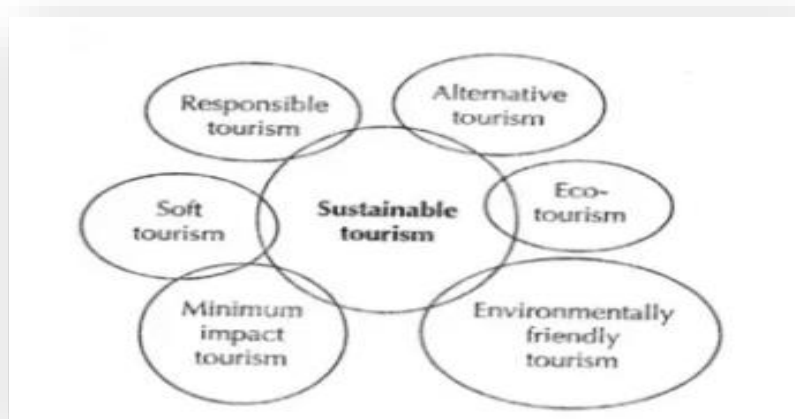 Responsible
tourism
Alternative
tourism
Soft
tourism
Sustainable
tourism
Eco-
tourism
Minimum
impact
tourism
Environmentally
friendly
tourism